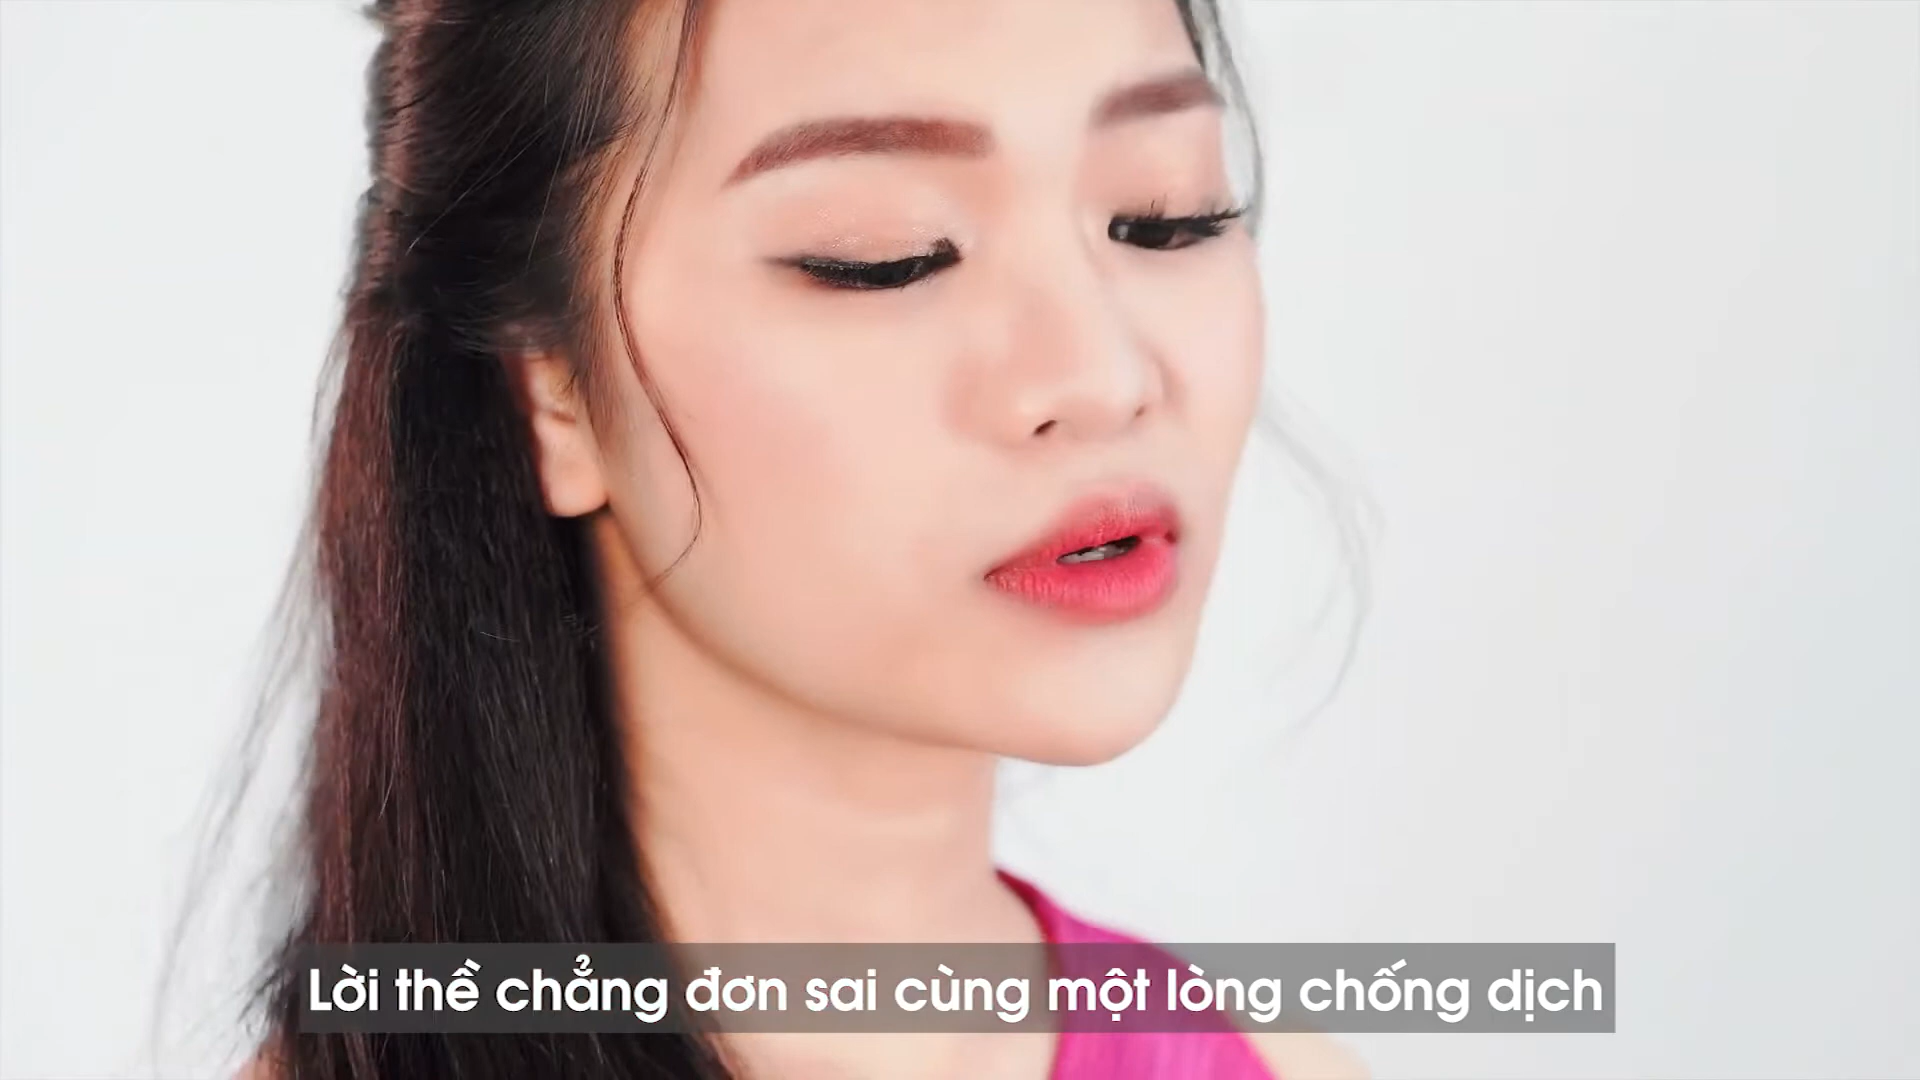 Lời thề chẳng đơn sai cùng một lòng chống dịch